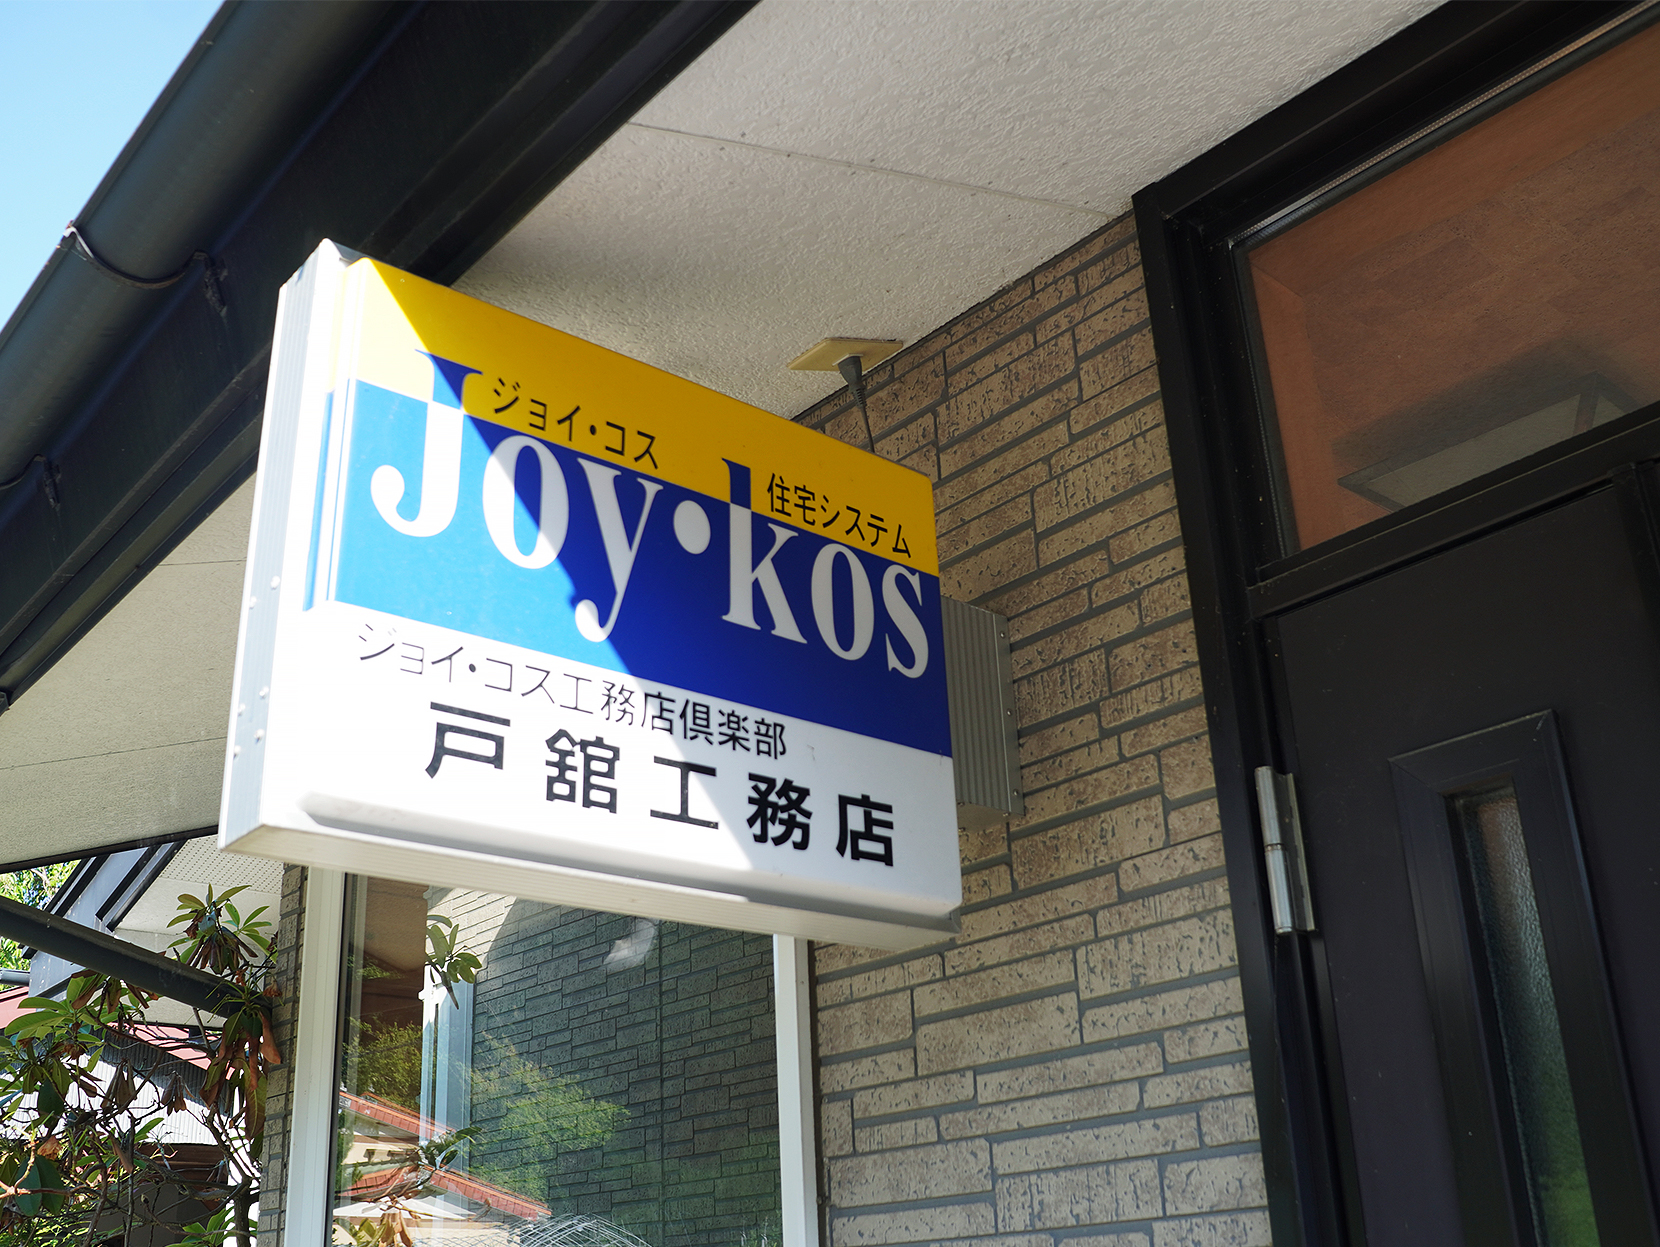 ジョイ・コス
住宅システム
Joy・kos
ジョイ・コス工務店倶楽部
戸舘工務店